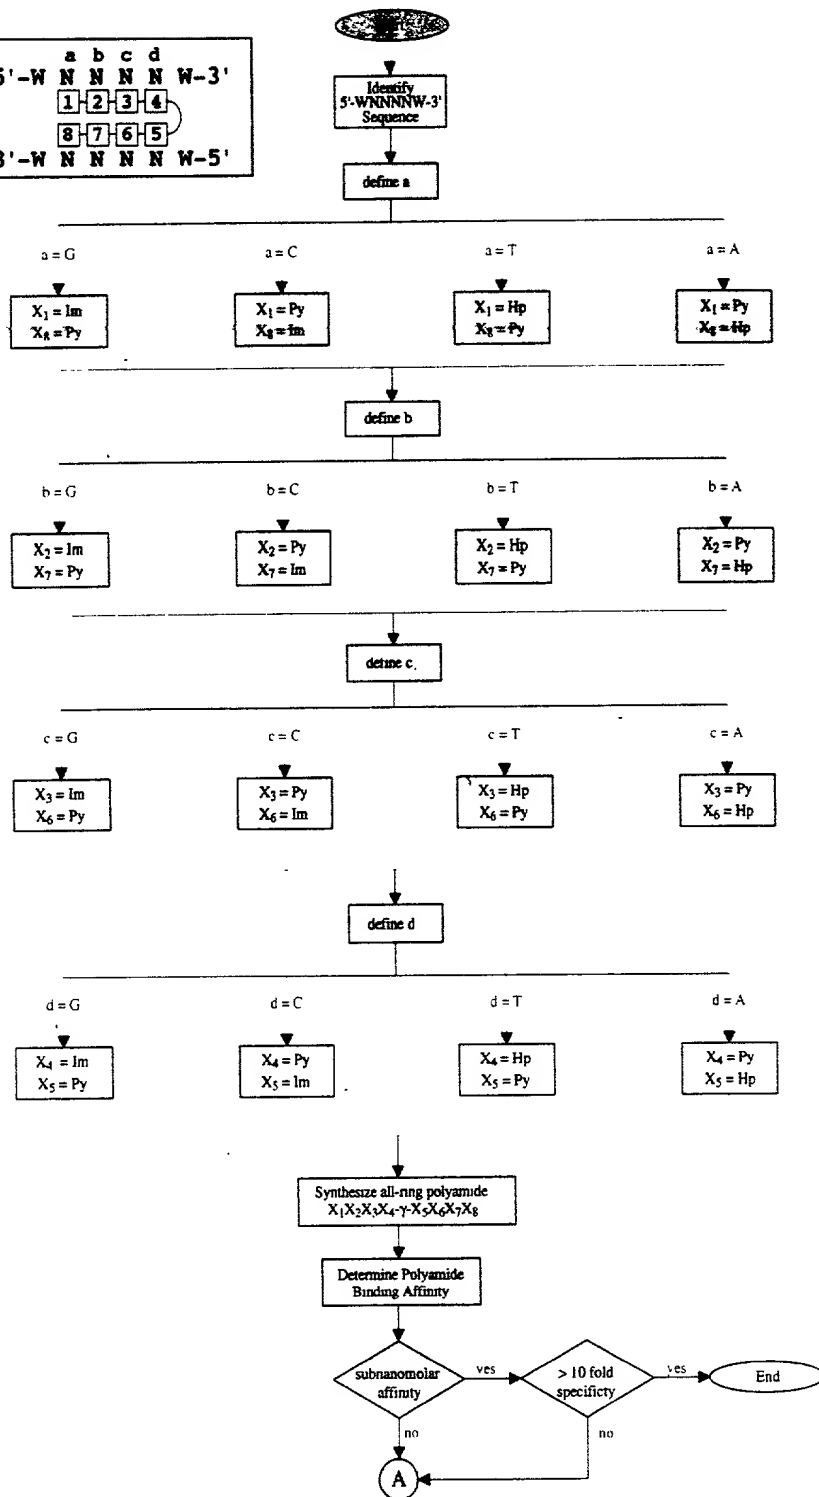 a b c d
5'-W N N N N W-3'
1 2 3 4
8 7 6 5
3'-W N N N N W-5'
Identify
5'-WNNNNW-3'
Sequence
define a
a = G a = C a = T a = A
X₁ = Im X₁ = Py X₁ = Hp X₁ = Py
X₈ = Py X₈ = Im X₈ = Py X₈ = Hp
define b
b = G b = C b = T b = A
X₂ = Im X₂ = Py X₂ = Hp X₂ = Py
X₇ = Py X₇ = Im X₇ = Py X₇ = Hp
define c
c = G c = C c = T c = A
X₃ = Im X₃ = Py X₃ = Hp X₃ = Py
X₆ = Py X₆ = Im X₆ = Py X₆ = Hp
define d
d = G d = C d = T d = A
X₄ = Im X₄ = Py X₄ = Hp X₄ = Py
X₅ = Py X₅ = Im X₅ = Py X₅ = Hp
Synthesize all-ring polyamide
X₁X₂X₃X₄-γ-X₅X₆X₇X₈
Determine Polyamide
Binding Affinity
subnanomolar
affinity
yes
> 10 fold
specificty
yes
End
no
no
A